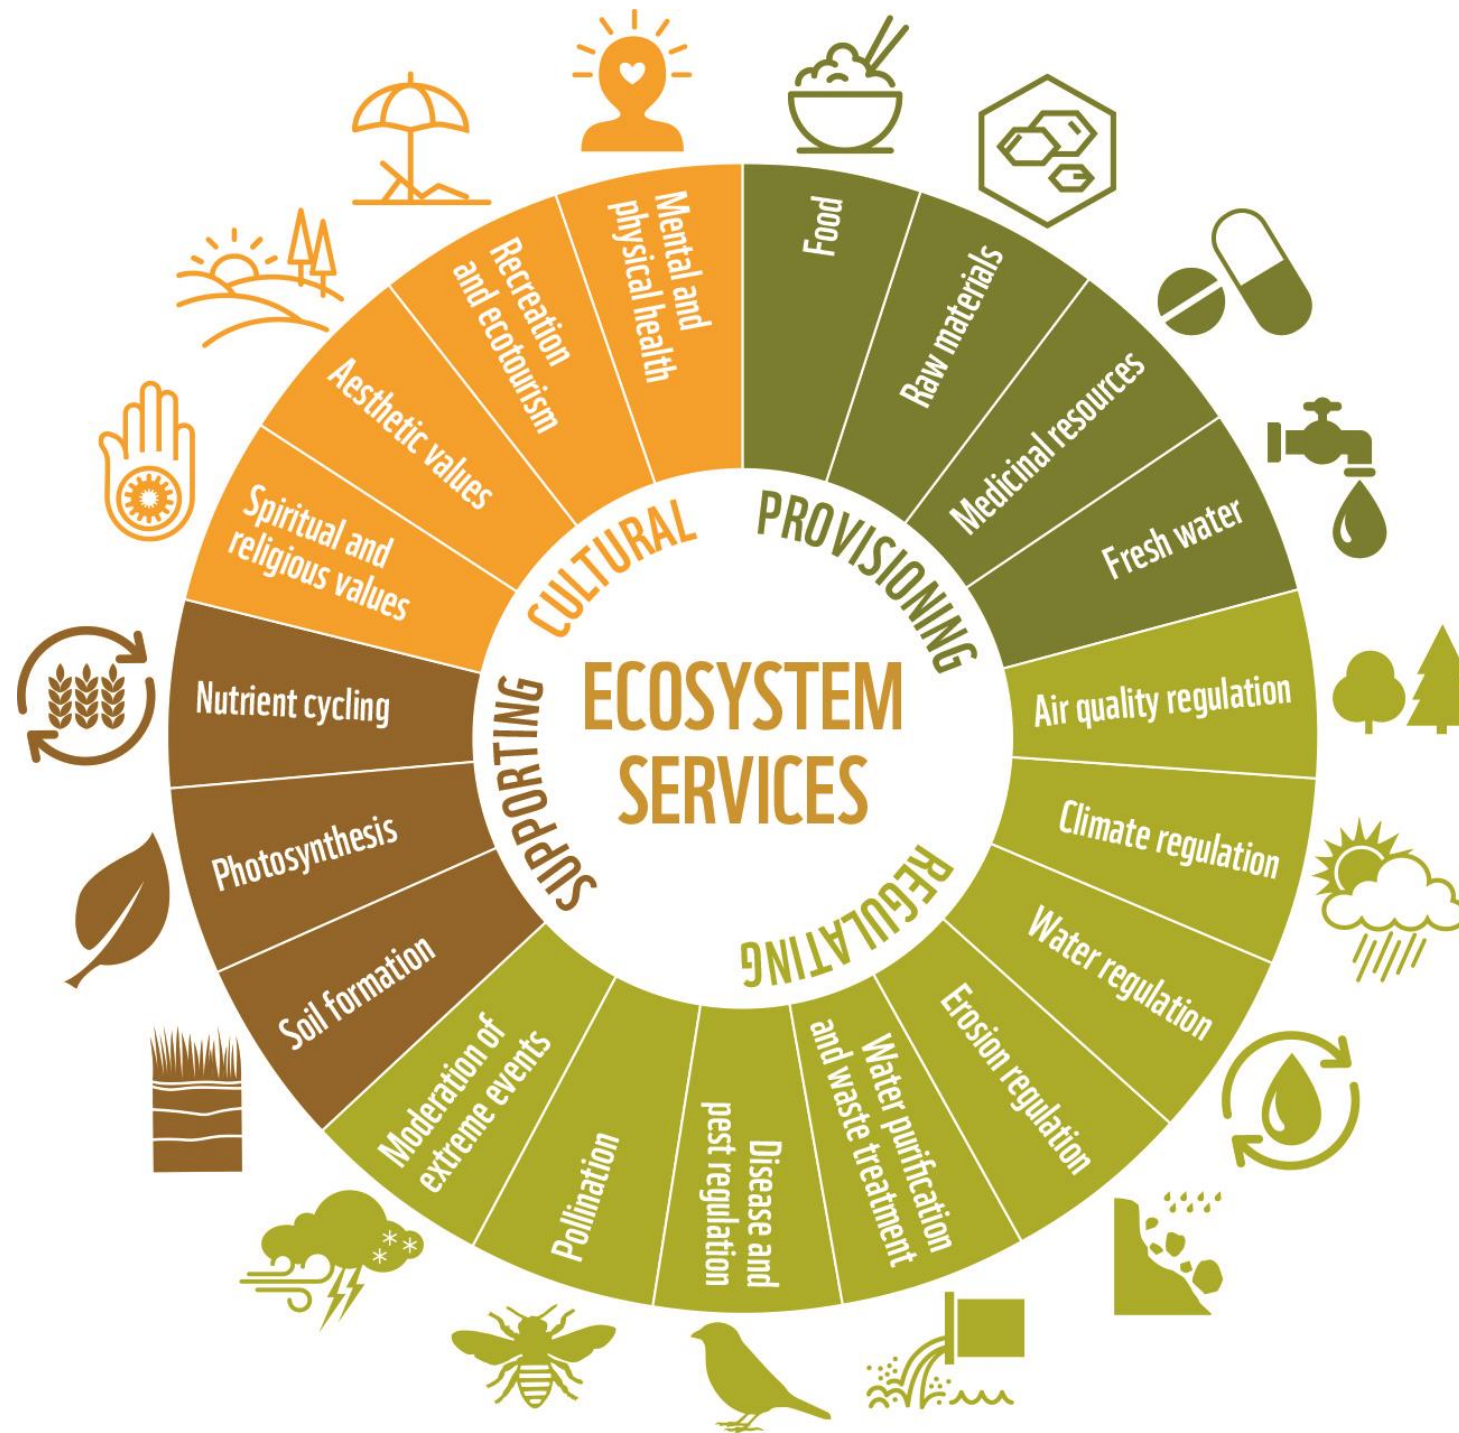 ECOSYSTEM
SERVICES
PROVISIONING
Food
Raw materials
Medicinal resources
Fresh water
REGULATING
Air quality regulation
Climate regulation
Water regulation
Erosion regulation
Water purification
and waste treatment
Disease and
pest regulation
Pollination
Moderation of
extreme events
SUPPORTING
Soil formation
Photosynthesis
Nutrient cycling
CULTURAL
Spiritual and
religious values
Aesthetic values
Recreation
and ecotourism
Mental and
physical health